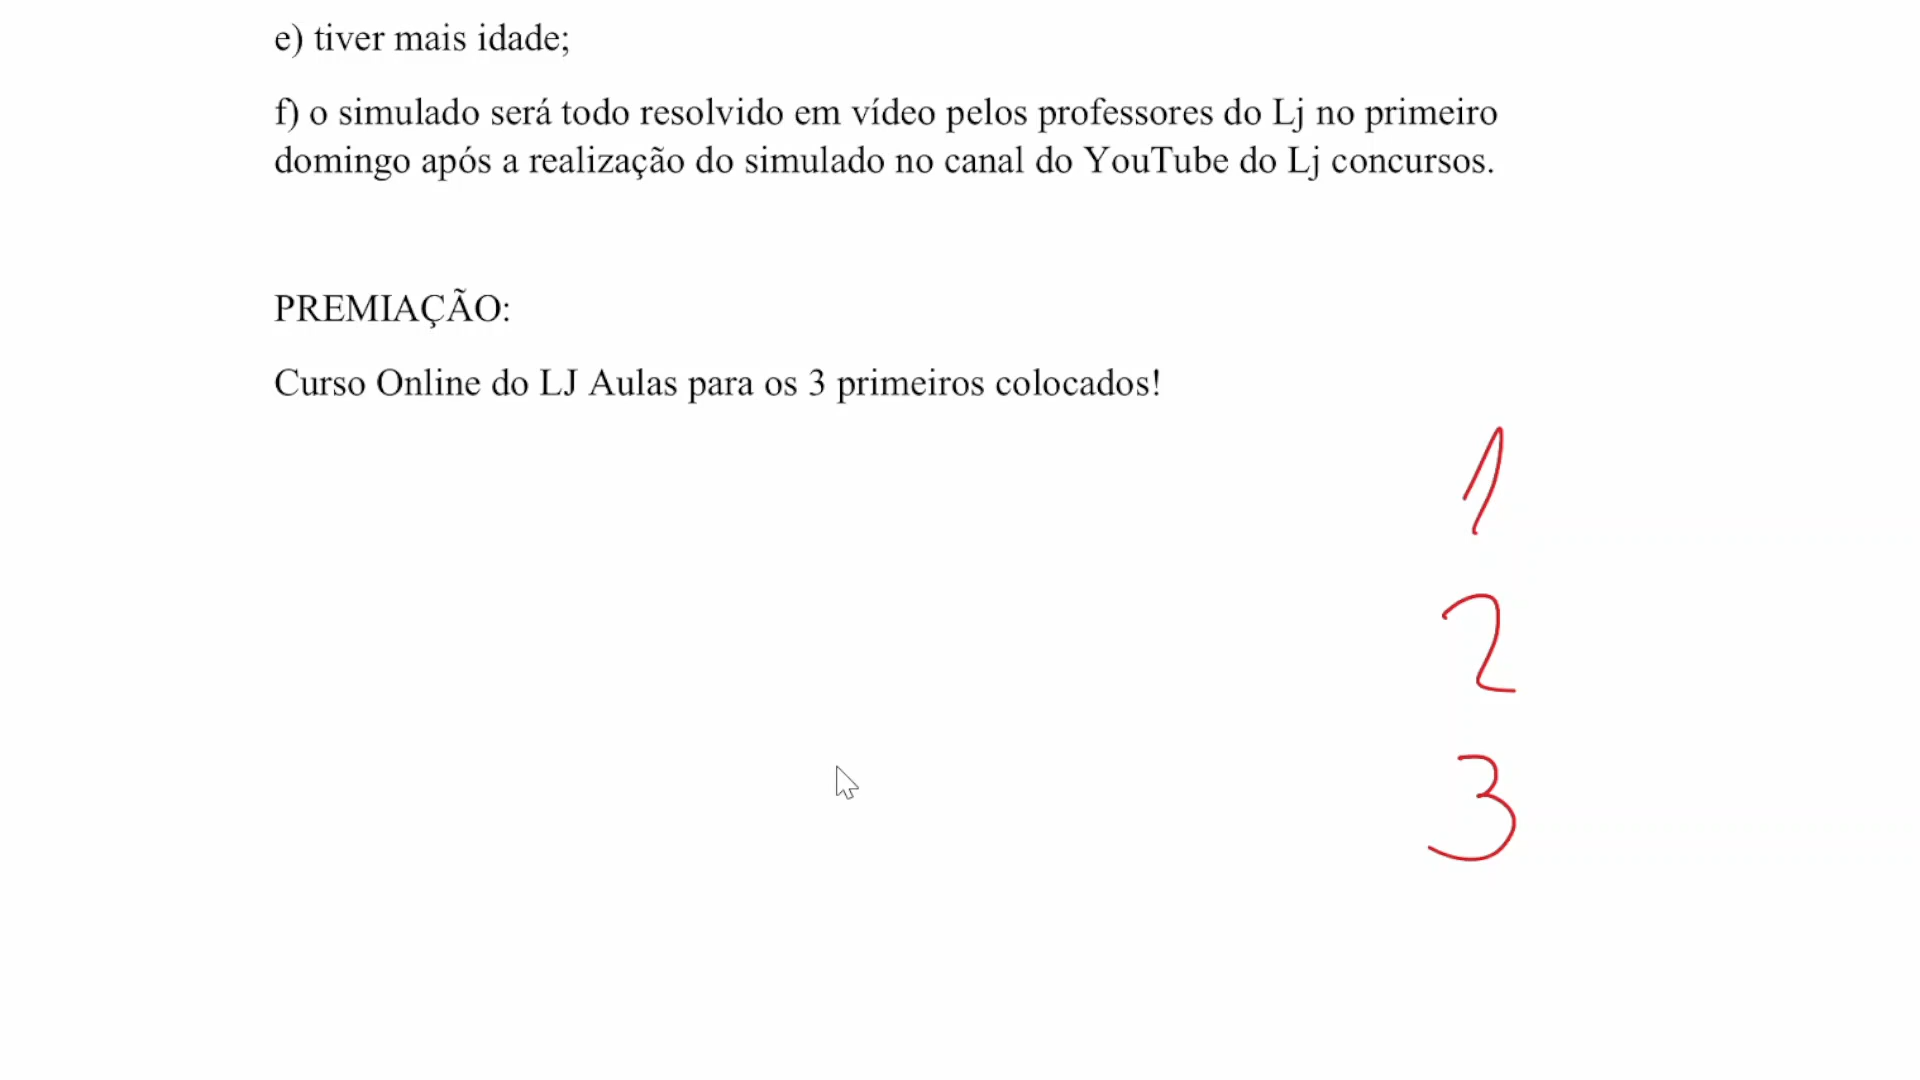 e) tiver mais idade;
f) o simulado será todo resolvido em vídeo pelos professores do Lj no primeiro
domingo após a realização do simulado no canal do YouTube do Lj concursos.
PREMIAÇÃO:
Curso Online do LJ Aulas para os 3 primeiros colocados!
1
2
3